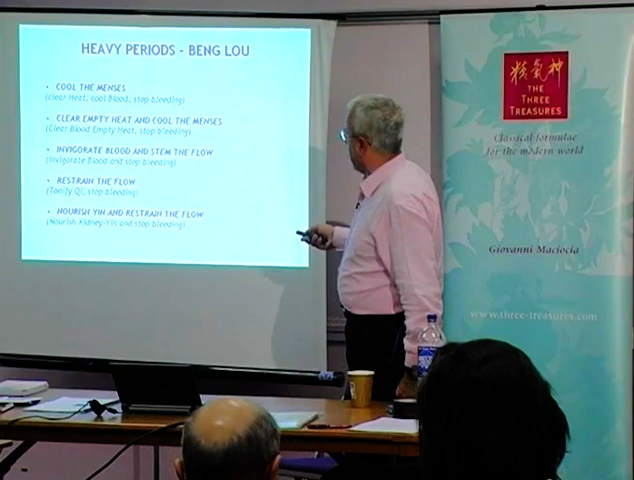 HEAVY PERIODS - BENG LOU
• COOL THE MENSES
(clear Heat, cool Blood, stop bleeding)
• CLEAR EMPTY HEAT AND COOL THE MENSES
(Clear Blood Empty Heat, stop bleeding)
• INVIGORATE BLOOD AND STEM THE FLOW
(Invigorate Blood and stop bleeding)
• RESTRAIN THE FLOW
(Tonify Qi, stop bleeding)
• NOURISH YIN AND RESTRAIN THE FLOW
(Nourish Kidney-Yin and stop bleeding)
精氣神
THE
THREE
TREASURES
Classical formulae
for the modern world
Giovanni Maciocia
www.three-treasures.com